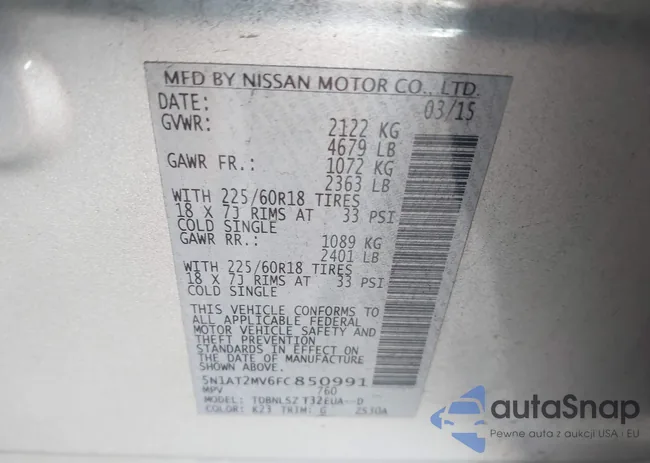 MFD BY NISSAN MOTOR CO., LTD.
DATE: 03/15
GVWR: 2122 KG
4679 LB
GAWR FR.: 1072 KG
2363 LB
WITH 225/60R18 TIRES
18 X 7J RIMS AT 33 PSI
COLD SINGLE
GAWR RR.: 1089 KG
2401 LB
WITH 225/60R18 TIRES
18 X 7J RIMS AT 33 PSI
COLD SINGLE
THIS VEHICLE CONFORMS TO
ALL APPLICABLE FEDERAL
MOTOR VEHICLE SAFETY AND
THEFT PREVENTION
STANDARDS IN EFFECT ON
THE DATE OF MANUFACTURE
SHOWN ABOVE.
5N1AT2MV6FC850991
MPV 760
MODEL: TDBNLSZ T32EUA--D
COLOR: K23 TRIM: G
autoSnap
Pewne auta z aukcji USA i EU